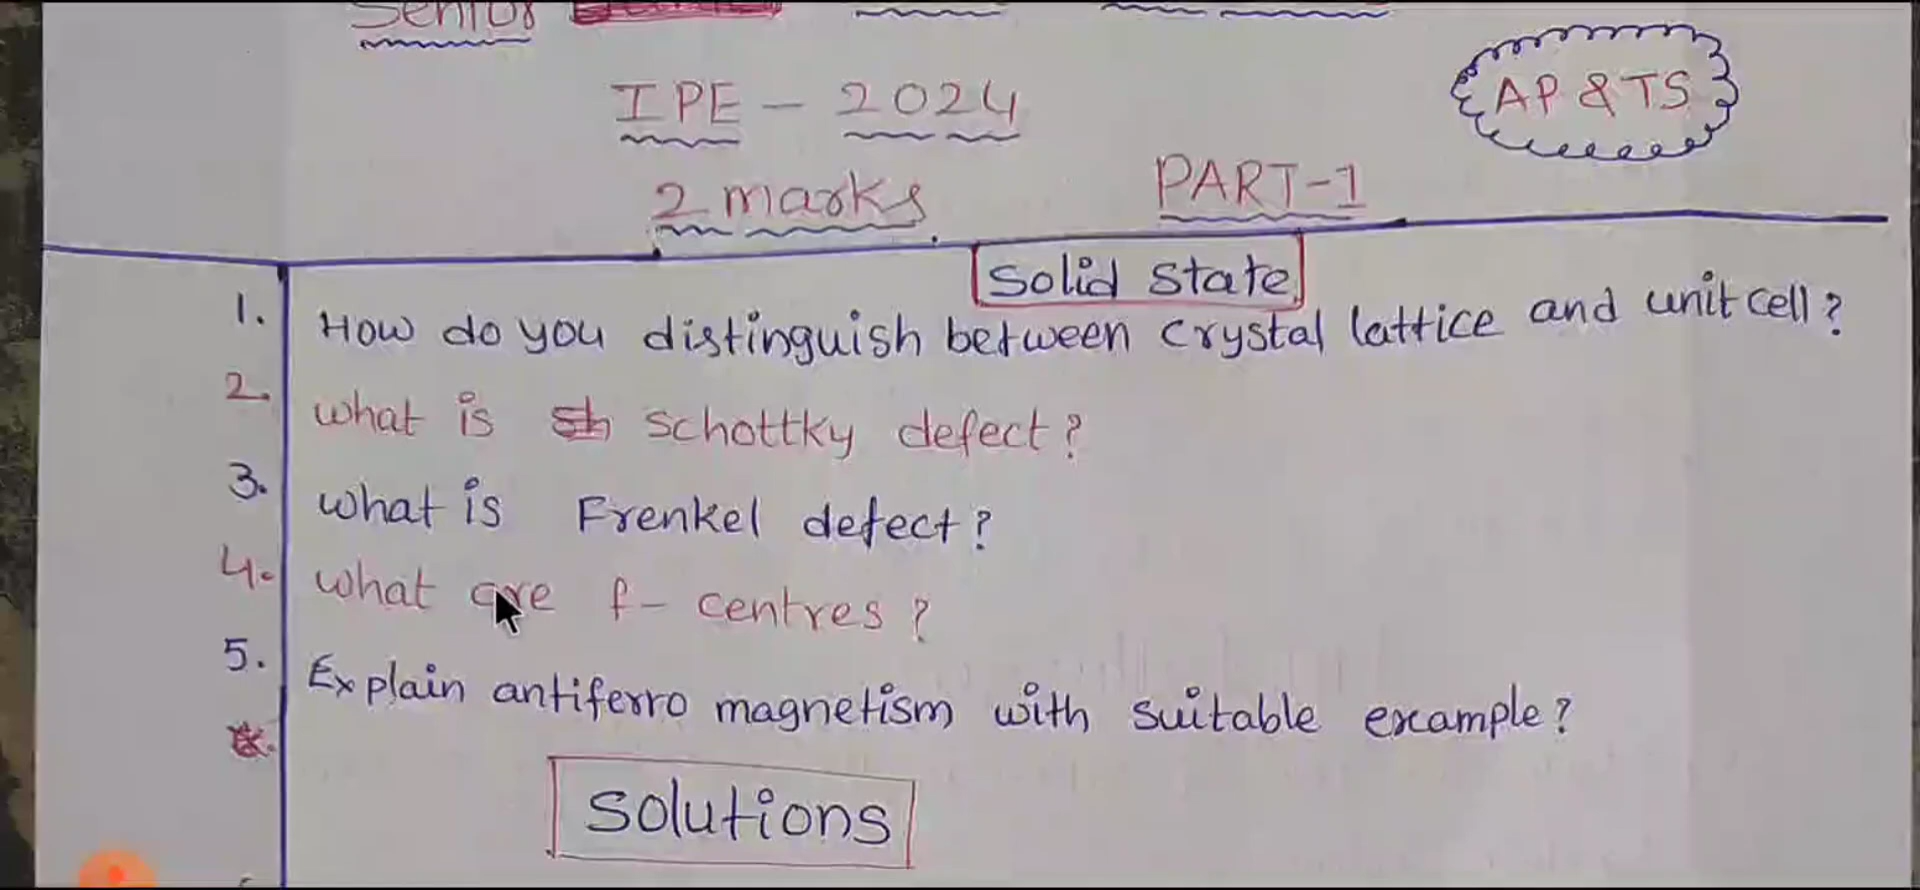 Senior
IPE - 2024
AP & TS
2 marks
PART-1
Solid State
1. How do you distinguish between crystal lattice and unit cell?
2. what is schottky defect?
3. what is Frenkel defect?
4. what are f- centres?
5. Explain antiferro magnetism with suitable example?
Solutions